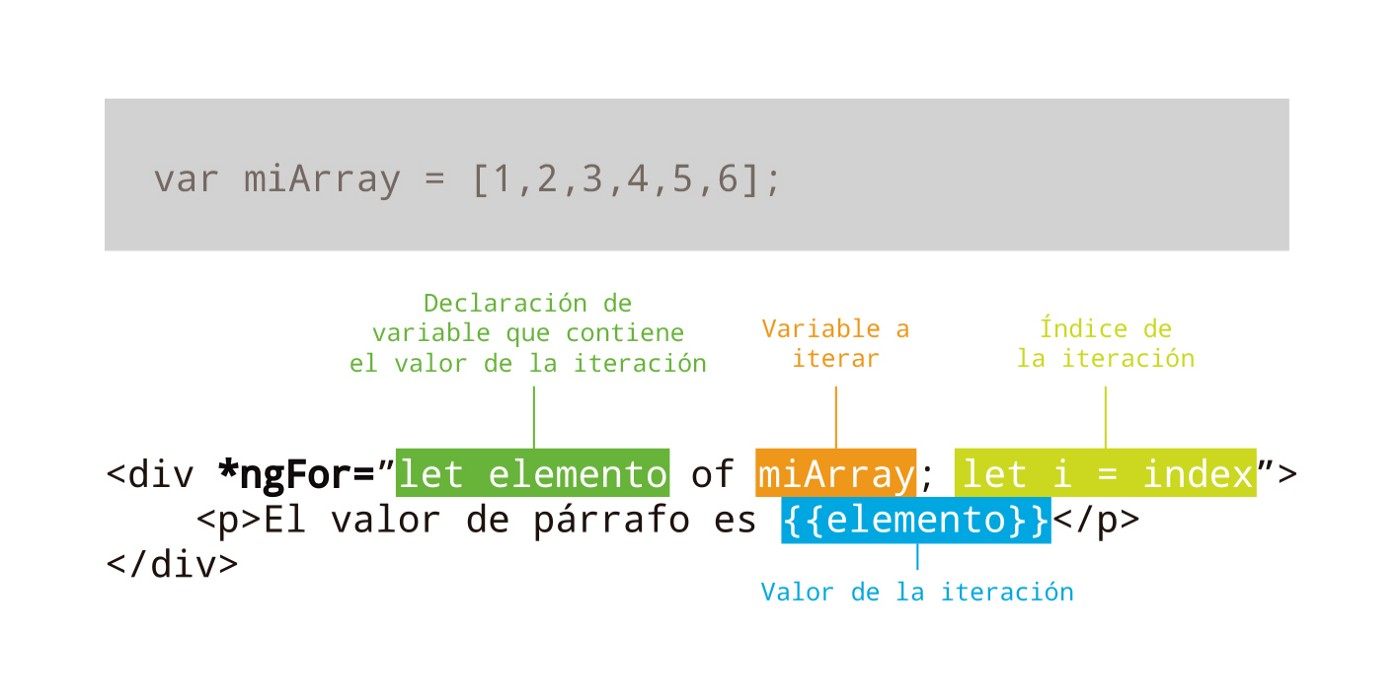 var miArray = [1,2,3,4,5,6];
Declaración de
variable que contiene
el valor de la iteración
Variable a
iterar
Índice de
la iteración
<div *ngFor=”let elemento of miArray; let i = index”>
<p>El valor de párrafo es {{elemento}}</p>
</div>
Valor de la iteración